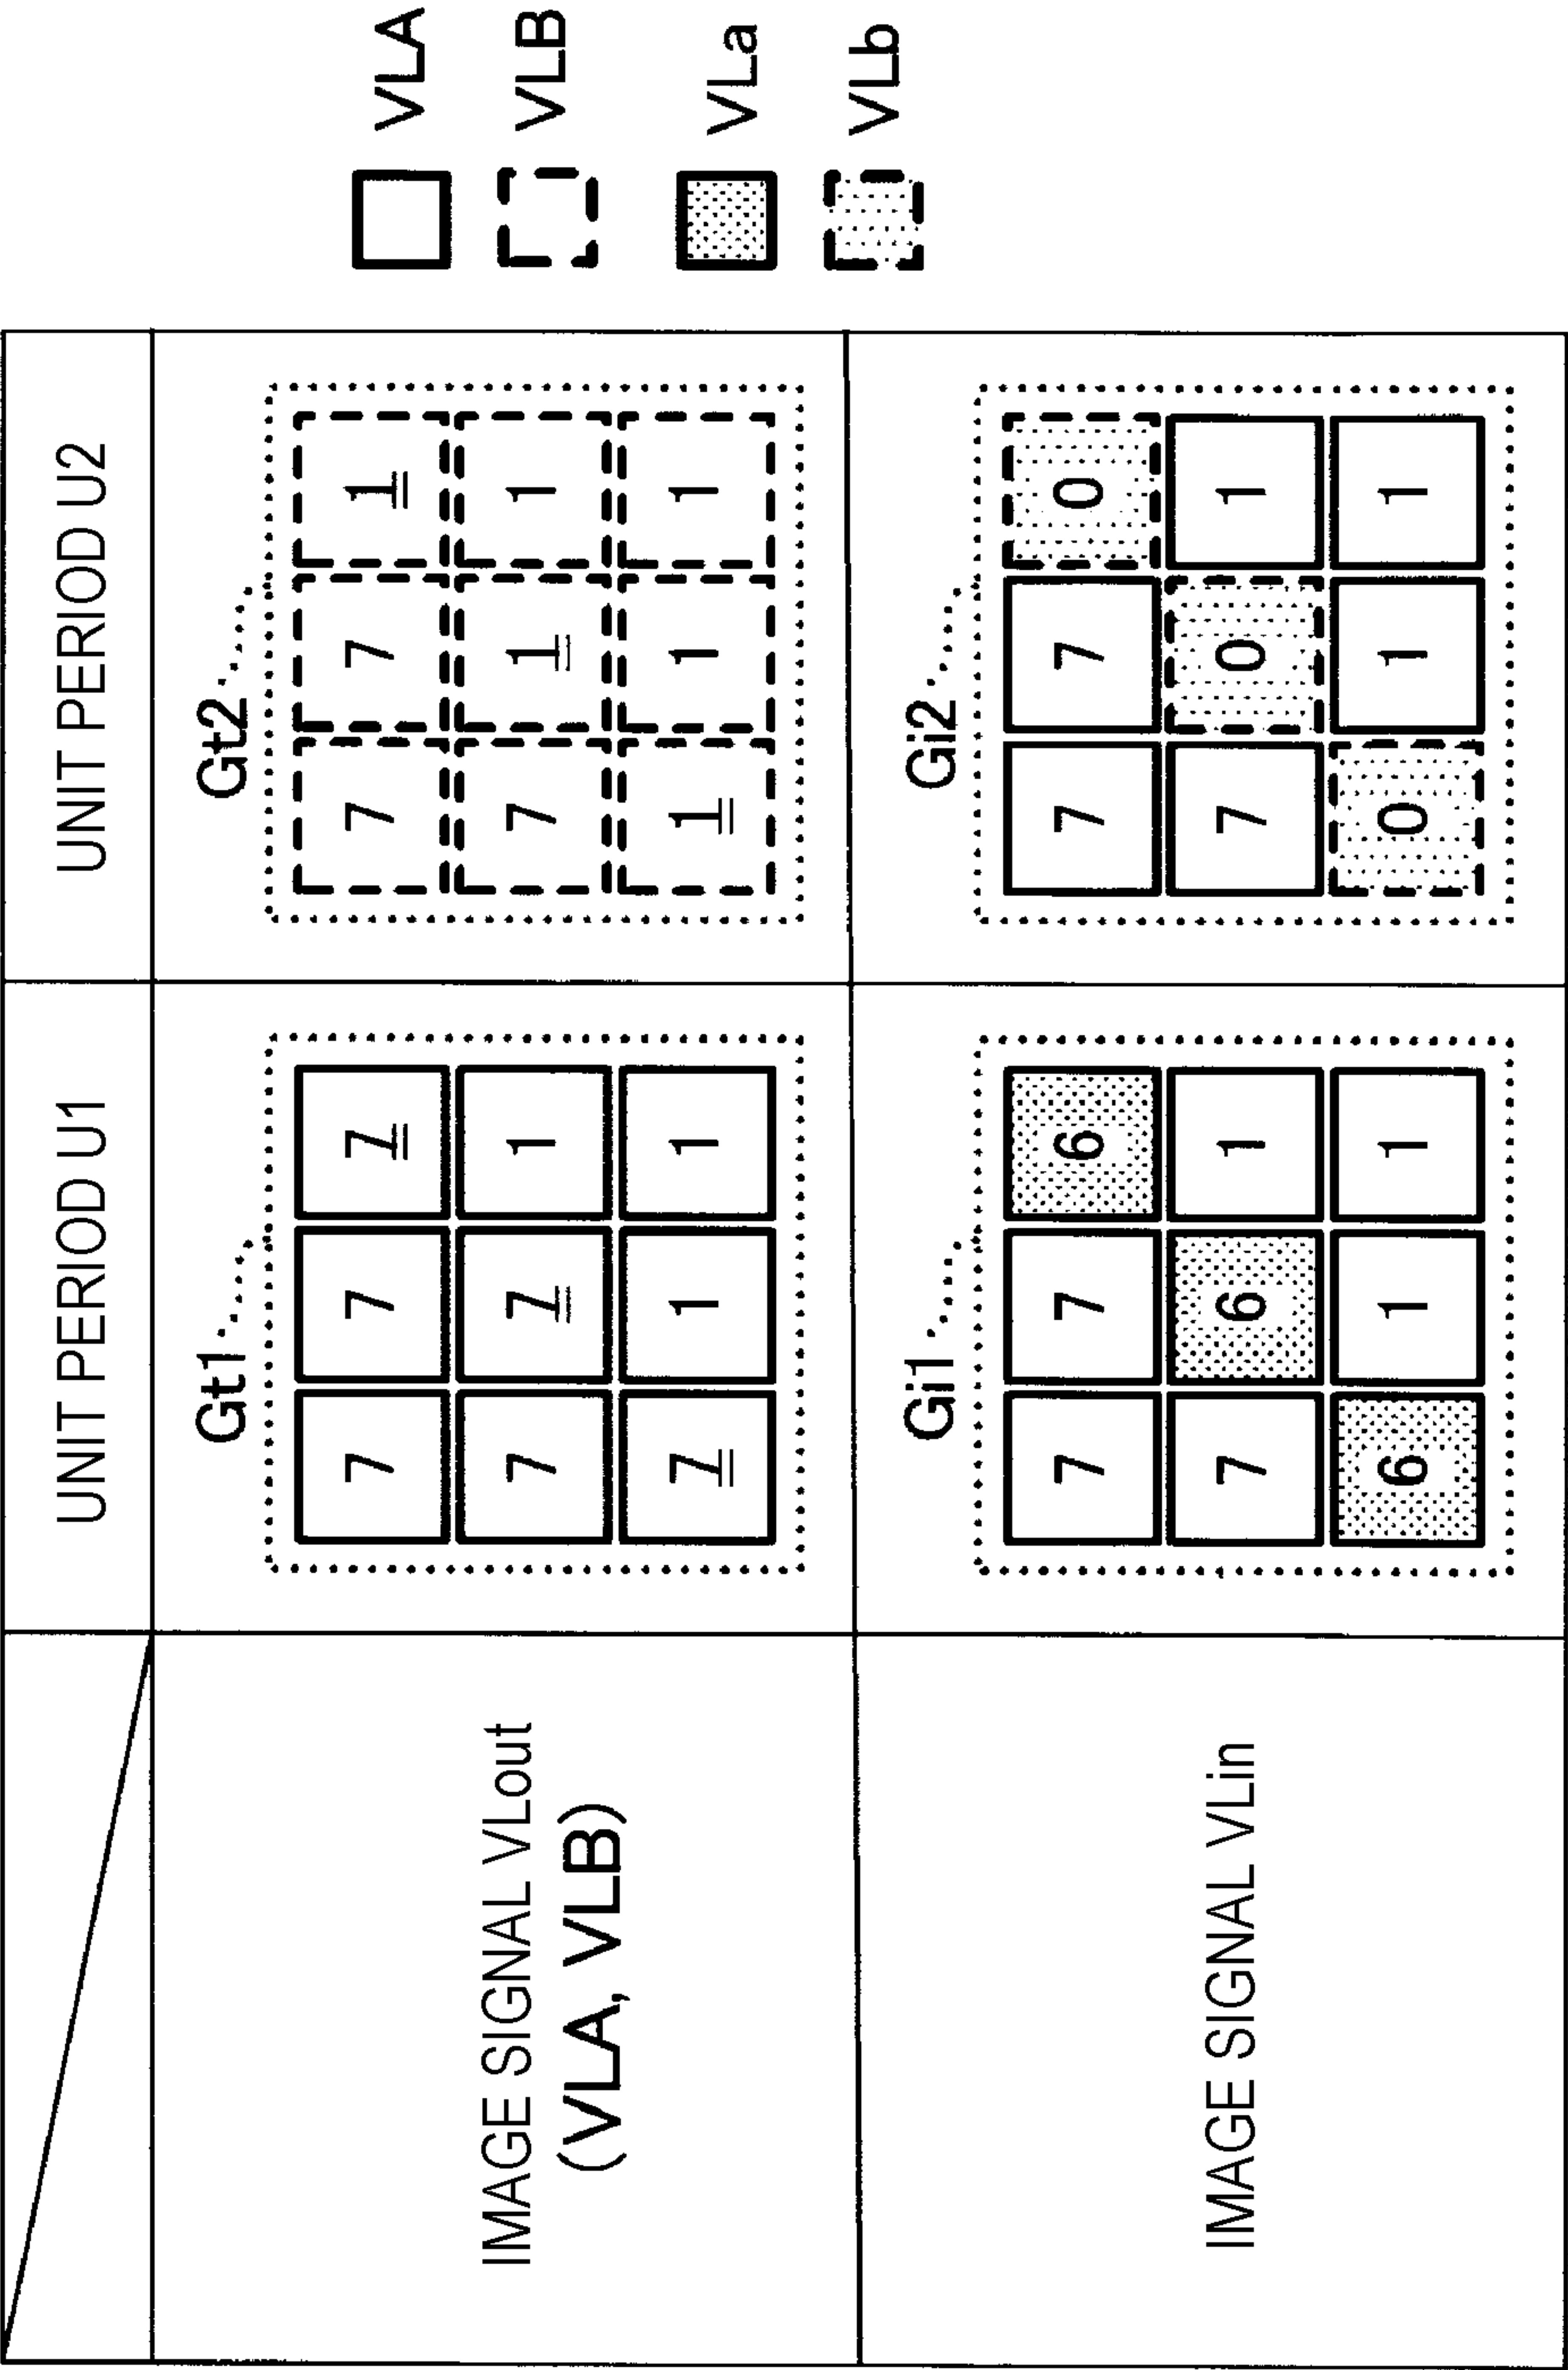 UNIT PERIOD U1 UNIT PERIOD U2
IMAGE SIGNAL VLout
(VLA, VLB)
Gt1
7 7 7
7 7 1
7 1 1
Gt2
7 7 1
7 1 1
1 1 1
IMAGE SIGNAL VLin
Gi1
7 7 6
7 6 1
6 1 1
Gi2
7 7 0
7 0 1
0 1 1
VLA
VLB
VLa
VLb